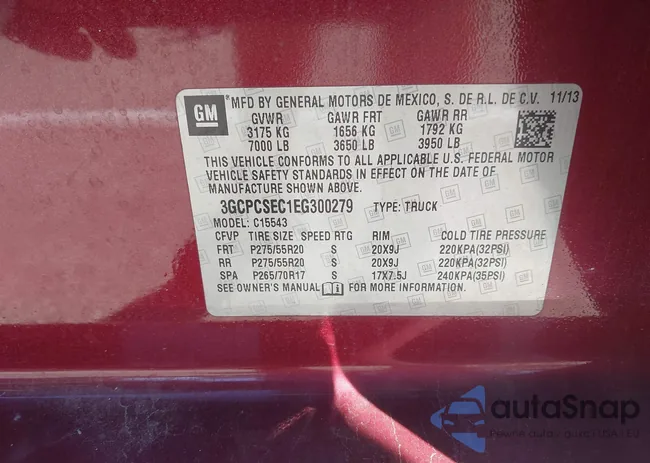 GM
MFD BY GENERAL MOTORS DE MEXICO, S. DE R.L. DE C.V. 11/13
GVWR GAWR FRT GAWR RR
3175 KG 1656 KG 1792 KG
7000 LB 3650 LB 3950 LB
THIS VEHICLE CONFORMS TO ALL APPLICABLE U.S. FEDERAL MOTOR
VEHICLE SAFETY STANDARDS IN EFFECT ON THE DATE OF
MANUFACTURE SHOWN ABOVE.
3GCPCSEC1EG300279 TYPE: TRUCK
MODEL: C15543
CFVP TIRE SIZE SPEED RTG RIM COLD TIRE PRESSURE
FRT P275/55R20 S 20X9J 220KPA(32PSI)
RR P275/55R20 S 20X9J 220KPA(32PSI)
SPA P265/70R17 S 17X7.5J 240KPA(35PSI)
SEE OWNER'S MANUAL FOR MORE INFORMATION.
autaSnap